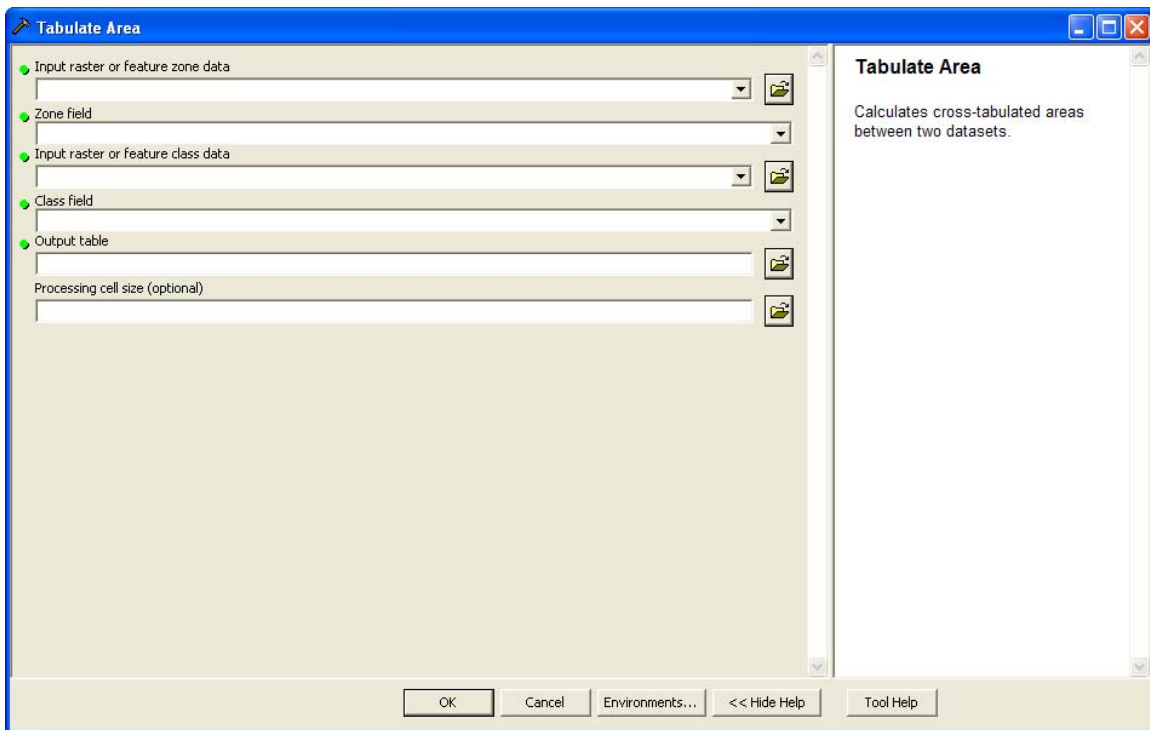 Tabulate Area
Input raster or feature zone data
Zone field
Input raster or feature class data
Class field
Output table
Processing cell size (optional)
Tabulate Area
Calculates cross-tabulated areas
between two datasets.
OK
Cancel
Environments...
<< Hide Help
Tool Help